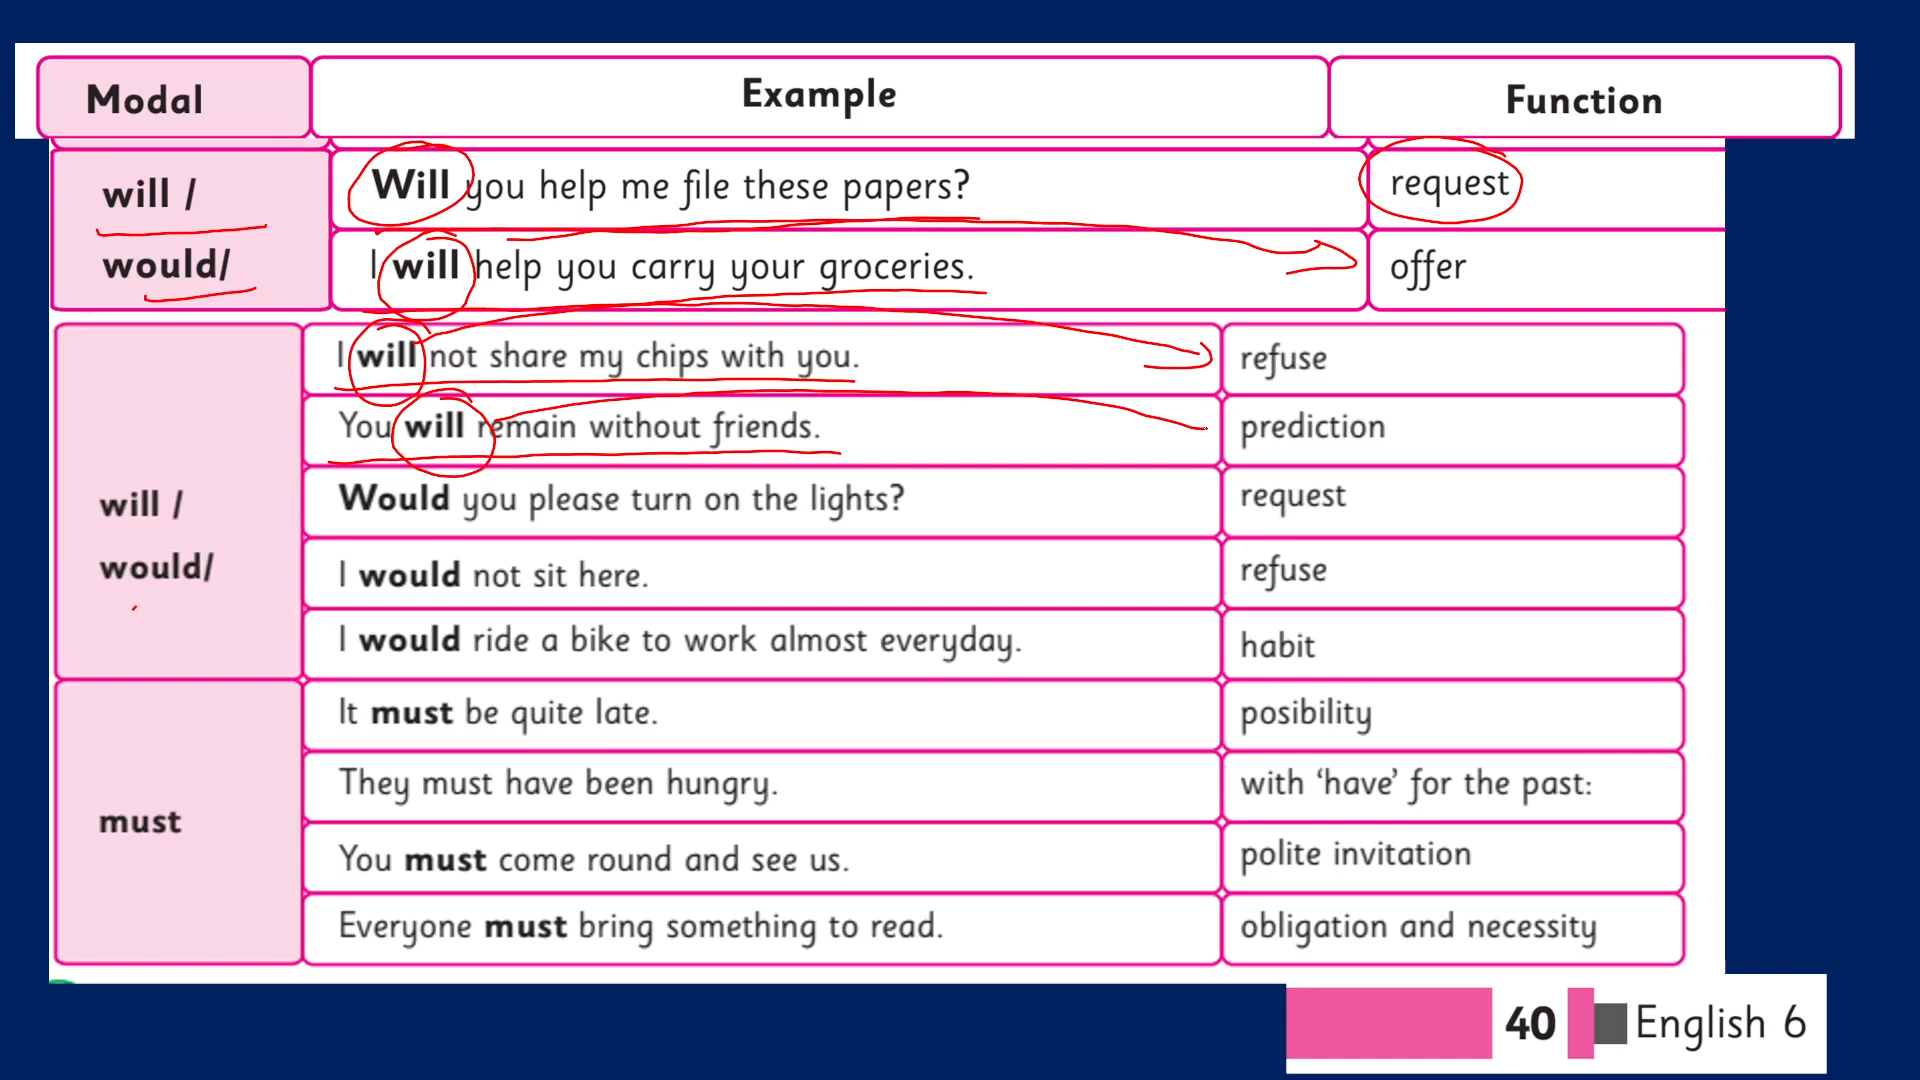 Modal Example Function
will / Will you help me file these papers? request
would/ I will help you carry your groceries. offer
I will not share my chips with you. refuse
You will remain without friends. prediction
will / Would you please turn on the lights? request
would/ I would not sit here. refuse
I would ride a bike to work almost everyday. habit
It must be quite late. posibility
They must have been hungry. with ‘have’ for the past:
must
You must come round and see us. polite invitation
Everyone must bring something to read. obligation and necessity
40 English 6